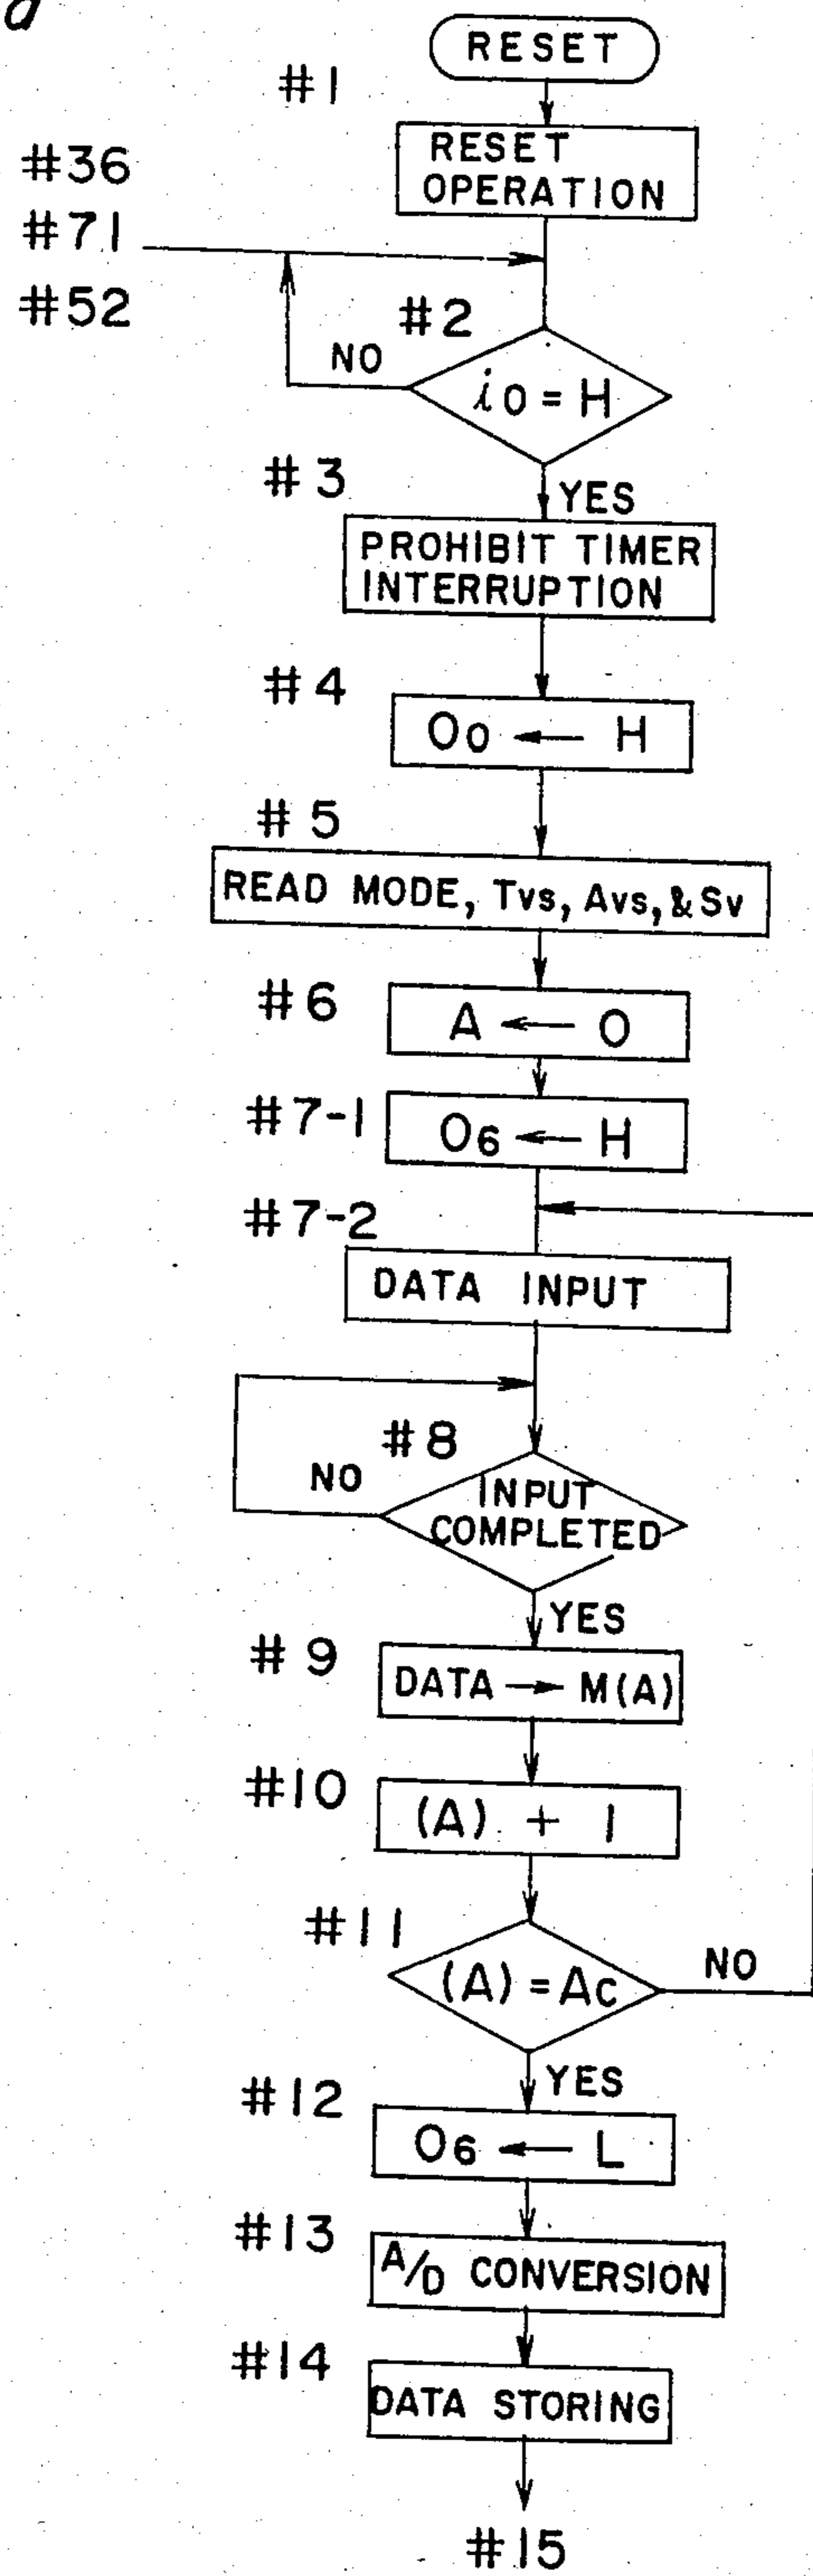 a
RESET
#1
RESET
OPERATION
#36
#71
#52
#2
NO
i0 = H
#3
YES
PROHIBIT TIMER
INTERRUPTION
#4
O0 ← H
#5
READ MODE, Tvs, Avs, & Sv
#6
A ← O
#7-1
O6 ← H
#7-2
DATA INPUT
#8
NO
INPUT
COMPLETED
YES
#9
DATA → M(A)
#10
(A) + 1
#11
(A) = Ac
NO
YES
#12
O6 ← L
#13
A/D CONVERSION
#14
DATA STORING
#15